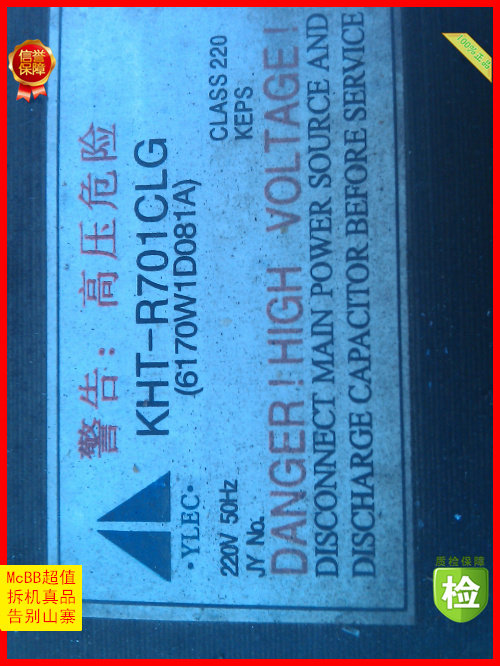 信誉
保障
100%正品
警告：高压危险
KHT-R701CLG
(6170W1D081A)
CLASS 220
KEPS
·YLEC·
220V 50Hz
JY No.
DANGER! HIGH VOLTAGE!
DISCONNECT MAIN POWER SOURCE AND
DISCHARGE CAPACITOR BEFORE SERVICE
McBB超值
拆机真品
告别山寨
质检保障
检